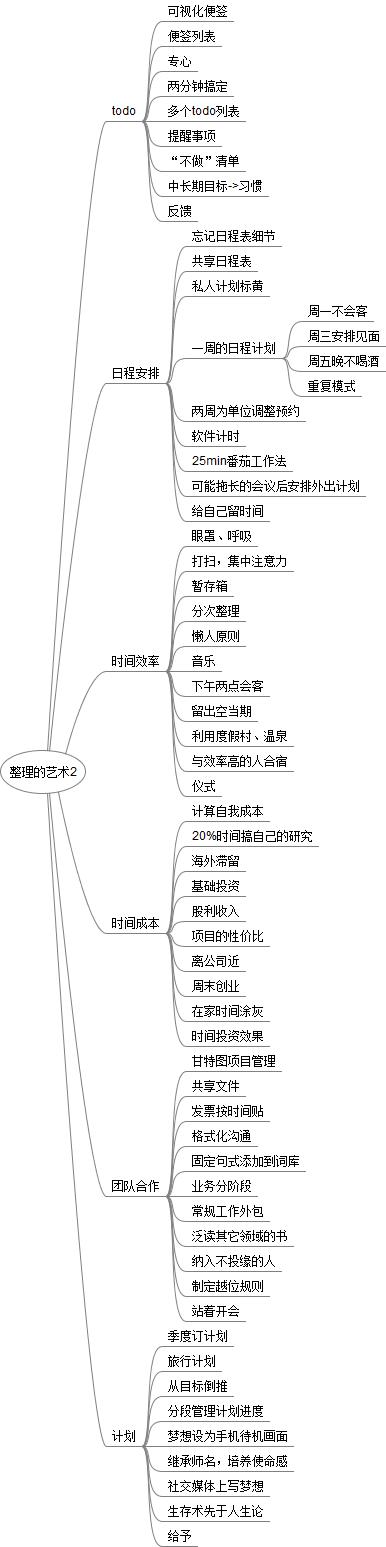 整理的艺术2
todo
可视化便签
便签列表
专心
两分钟搞定
多个todo列表
提醒事项
“不做”清单
中长期目标->习惯
反馈
日程安排
忘记日程表细节
共享日程表
私人计划标黄
一周的日程计划
周一不会客
周三安排见面
周五晚不喝酒
重复模式
两周为单位调整预约
软件计时
25min番茄工作法
可能拖长的会议后安排外出计划
给自己留时间
时间效率
眼罩、呼吸
打扫，集中注意力
暂存箱
分次整理
懒人原则
音乐
下午两点会客
留出空当期
利用度假村、温泉
与效率高的人合宿
仪式
时间成本
计算自我成本
20%时间搞自己的研究
海外滞留
基础投资
股利收入
项目的性价比
离公司近
周末创业
在家时间涂灰
时间投资效果
团队合作
甘特图项目管理
共享文件
发票按时间贴
格式化沟通
固定句式添加到词库
业务分阶段
常规工作外包
泛读其它领域的书
纳入不投缘的人
制定越位规则
站着开会
计划
季度订计划
旅行计划
从目标倒推
分段管理计划进度
梦想设为手机待机画面
继承师名，培养使命感
社交媒体上写梦想
生存术先于人生论
给予